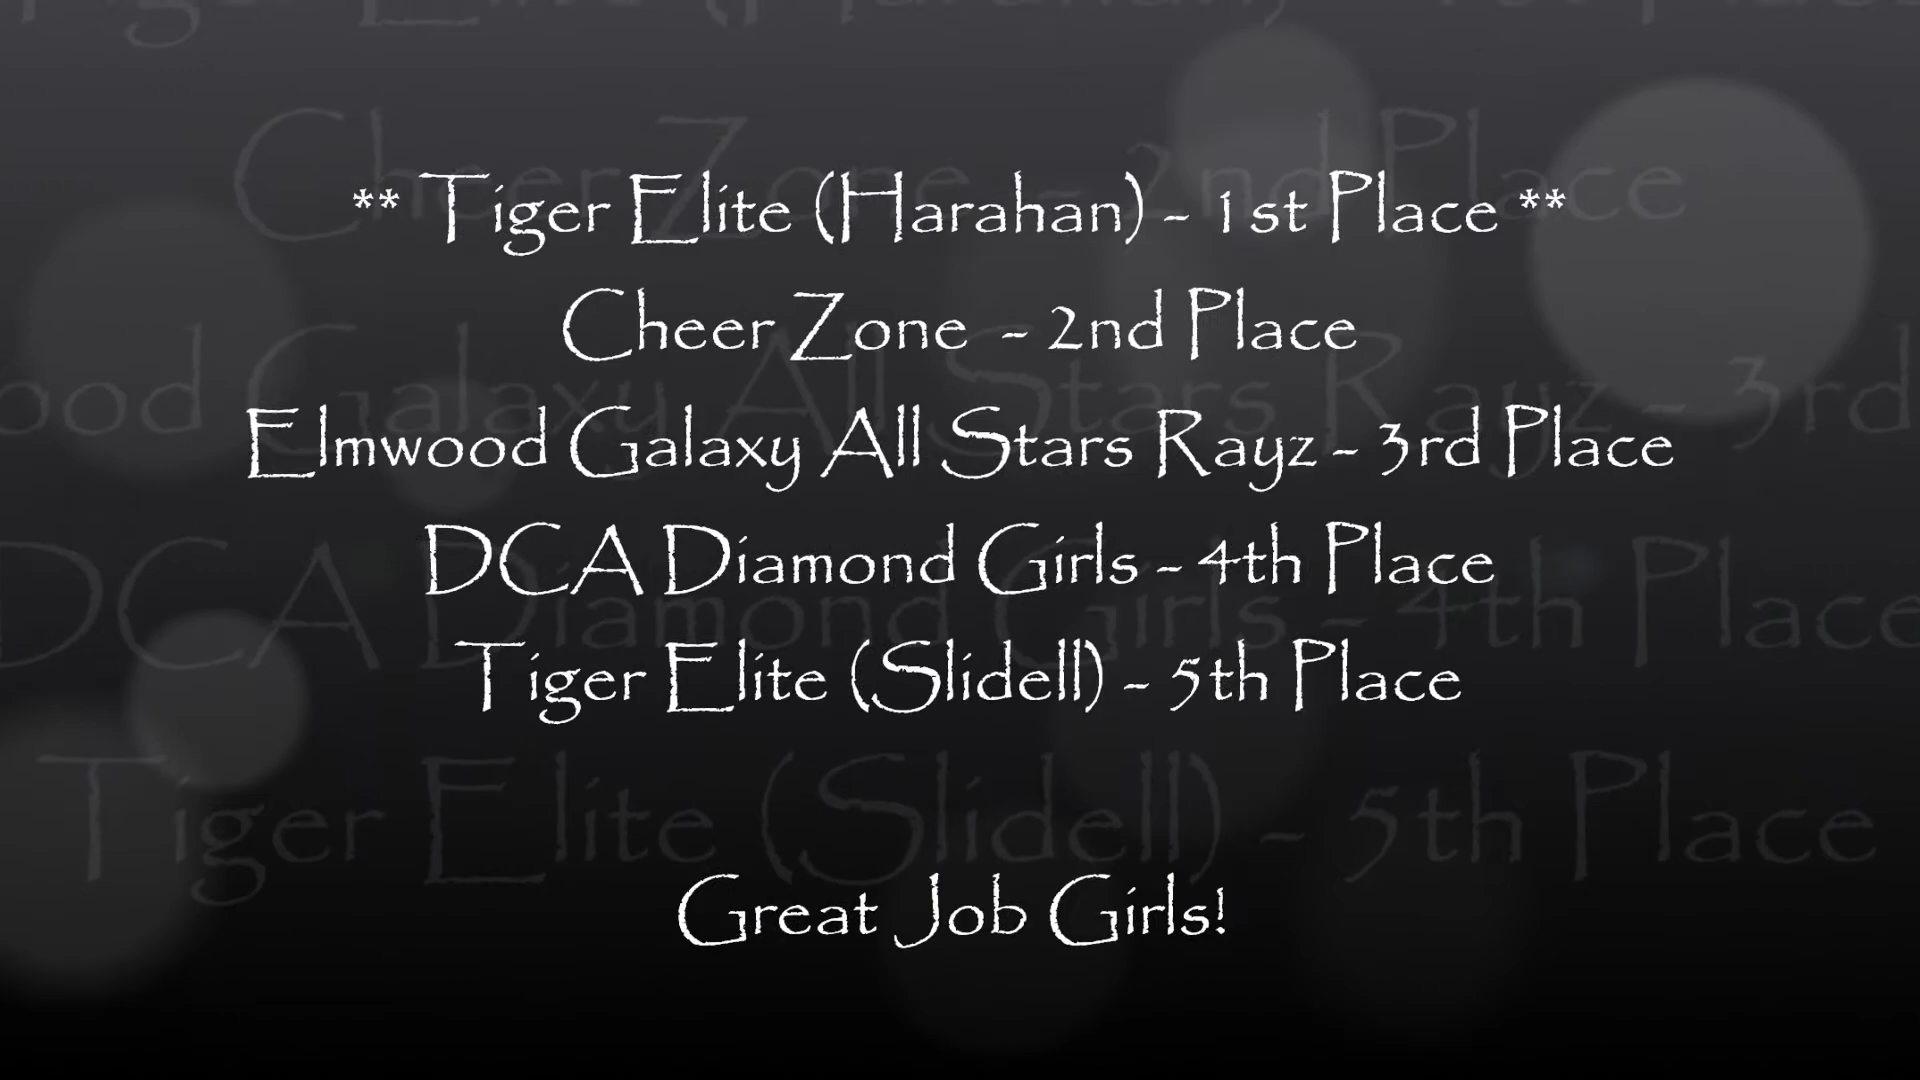 ** Tiger Elite (Harahan) - 1st Place **
Cheer Zone - 2nd Place
Elmwood Galaxy All Stars Rayz - 3rd Place
DCA Diamond Girls - 4th Place
Tiger Elite (Slidell) - 5th Place
Great Job Girls!